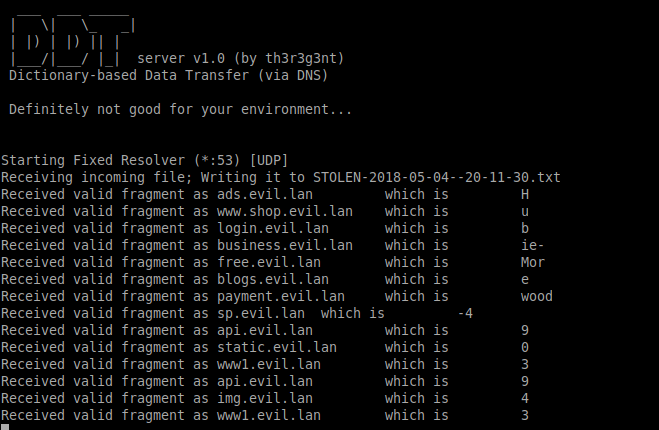 DDT server v1.0 (by th3r3g3nt)
Dictionary-based Data Transfer (via DNS)
Definitely not good for your environment...
Starting Fixed Resolver (*:53) [UDP]
Receiving incoming file; Writing it to STOLEN-2018-05-04--20-11-30.txt
Received valid fragment as ads.evil.lan which is H
Received valid fragment as www.shop.evil.lan which is u
Received valid fragment as login.evil.lan which is b
Received valid fragment as business.evil.lan which is ie-
Received valid fragment as free.evil.lan which is Mor
Received valid fragment as blogs.evil.lan which is e
Received valid fragment as payment.evil.lan which is wood
Received valid fragment as sp.evil.lan which is -4
Received valid fragment as api.evil.lan which is 9
Received valid fragment as static.evil.lan which is 0
Received valid fragment as www1.evil.lan which is 3
Received valid fragment as api.evil.lan which is 9
Received valid fragment as img.evil.lan which is 4
Received valid fragment as www1.evil.lan which is 3